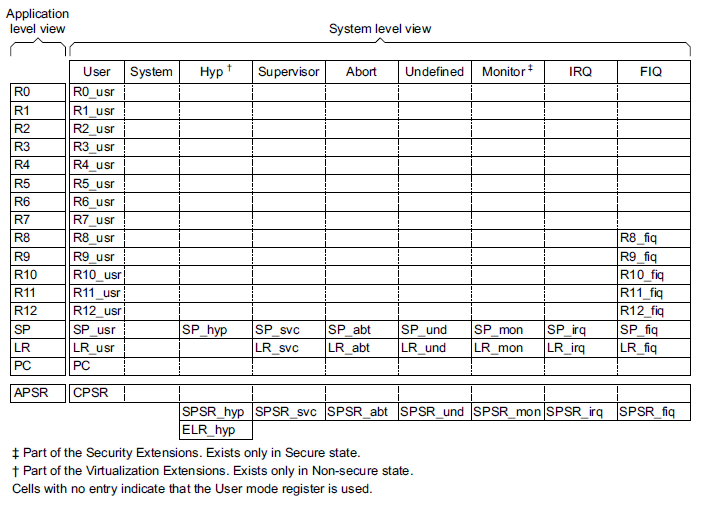 Application level view System level view
User System Hyp † Supervisor Abort Undefined Monitor ‡ IRQ FIQ
R0 R0_usr
R1 R1_usr
R2 R2_usr
R3 R3_usr
R4 R4_usr
R5 R5_usr
R6 R6_usr
R7 R7_usr
R8 R8_usr R8_fiq
R9 R9_usr R9_fiq
R10 R10_usr R10_fiq
R11 R11_usr R11_fiq
R12 R12_usr R12_fiq
SP SP_usr SP_hyp SP_svc SP_abt SP_und SP_mon SP_irq SP_fiq
LR LR_usr LR_svc LR_abt LR_und LR_mon LR_irq LR_fiq
PC PC
APSR CPSR
SPSR_hyp SPSR_svc SPSR_abt SPSR_und SPSR_mon SPSR_irq SPSR_fiq
ELR_hyp
‡ Part of the Security Extensions. Exists only in Secure state.
† Part of the Virtualization Extensions. Exists only in Non-secure state.
Cells with no entry indicate that the User mode register is used.